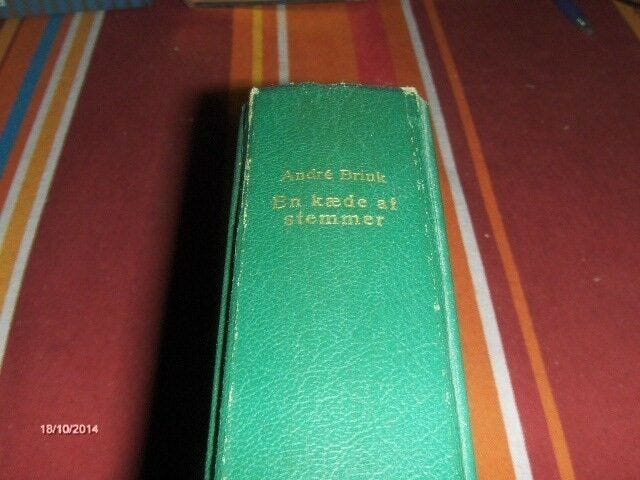 André Brink
En kæde af
stemmer
18/10/2014